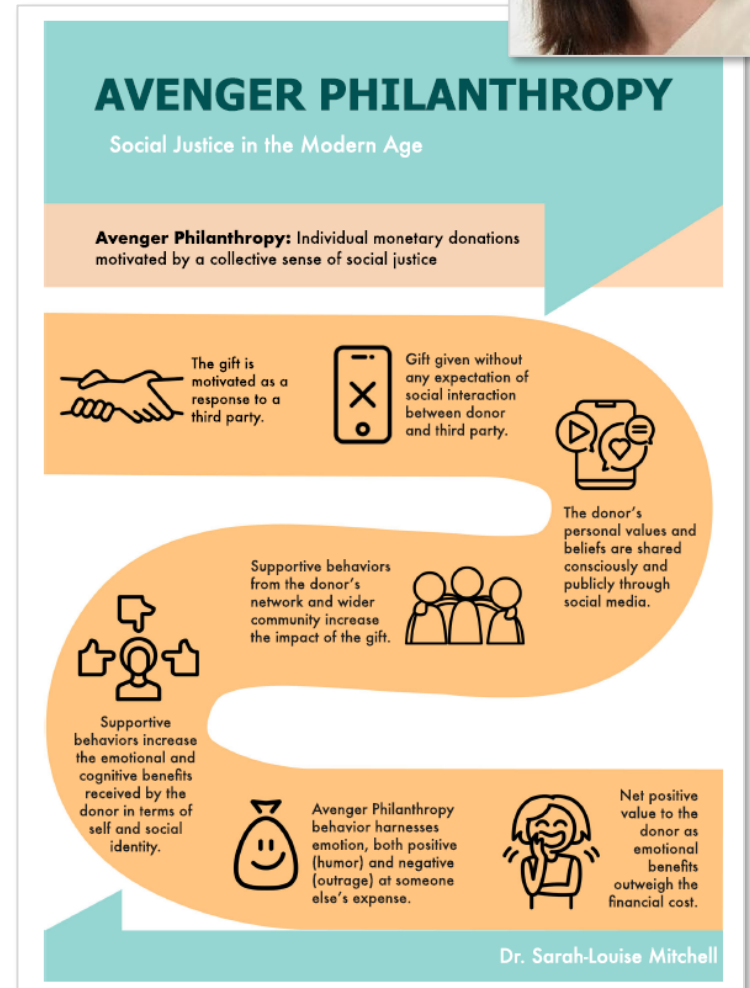 AVENGER PHILANTHROPY
Social Justice in the Modern Age
Avenger Philanthropy: Individual monetary donations
motivated by a collective sense of social justice
The gift is
motivated as a
response to a
third party.
Gift given without
any expectation of
social interaction
between donor
and third party.
The donor's
personal values and
beliefs are shared
consciously and
publicly through
social media.
Supportive behaviors
from the donor's
network and wider
community increase
the impact of the gift.
Supportive
behaviors increase
the emotional and
cognitive benefits
received by the
donor in terms of
self and social
identity.
Avenger Philanthropy
behavior harnesses
emotion, both positive
(humor) and negative
(outrage) at someone
else's expense.
Net positive
value to the
donor as
emotional
benefits
outweigh the
financial cost.
Dr. Sarah-Louise Mitchell